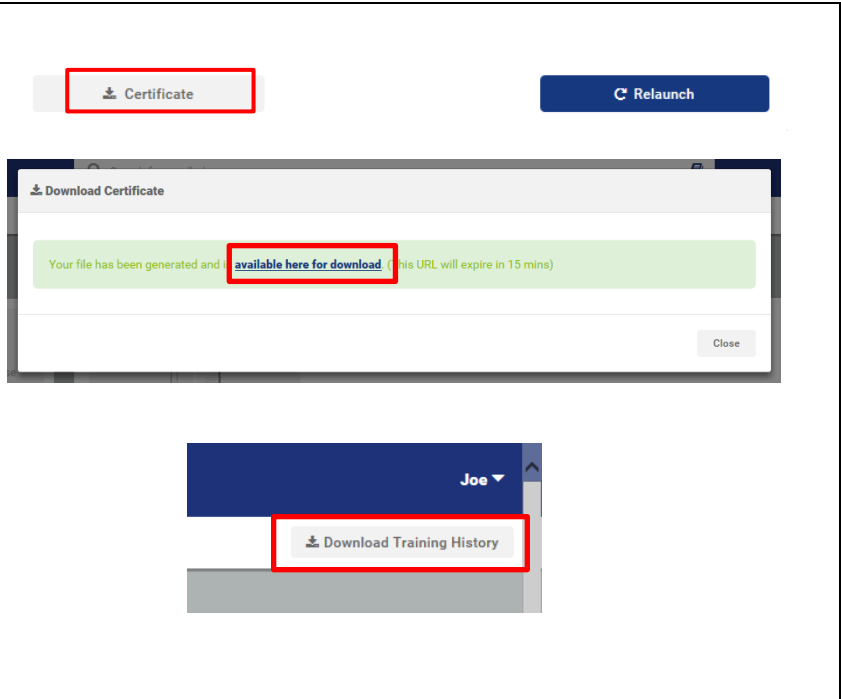 Certificate
Relaunch
Download Certificate
Your file has been generated and i available here for download. (This URL will expire in 15 mins)
Close
Joe
Download Training History